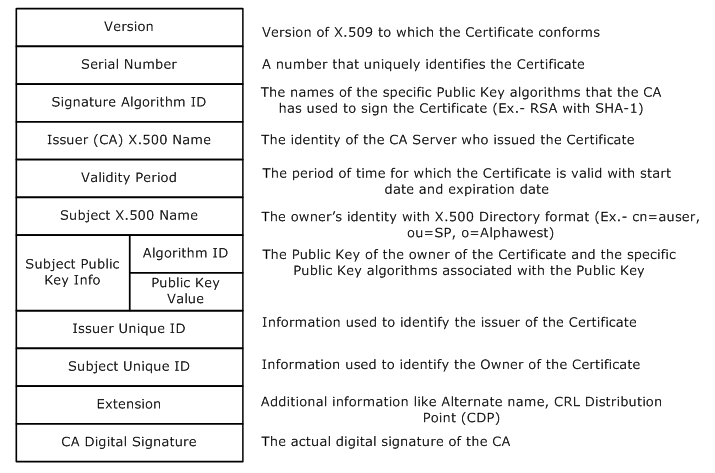 Version
Version of X.509 to which the Certificate conforms
Serial Number
A number that uniquely identifies the Certificate
Signature Algorithm ID
The names of the specific Public Key algorithms that the CA
has used to sign the Certificate (Ex.- RSA with SHA-1)
Issuer (CA) X.500 Name
The identity of the CA Server who issued the Certificate
Validity Period
The period of time for which the Certificate is valid with start
date and expiration date
Subject X.500 Name
The owner's identity with X.500 Directory format (Ex.- cn=auser,
ou=SP, o=Alphawest)
Subject Public
Key Info
Algorithm ID
Public Key
Value
The Public Key of the owner of the Certificate and the specific
Public Key algorithms associated with the Public Key
Issuer Unique ID
Information used to identify the issuer of the Certificate
Subject Unique ID
Information used to identify the Owner of the Certificate
Extension
Additional information like Alternate name, CRL Distribution
Point (CDP)
CA Digital Signature
The actual digital signature of the CA